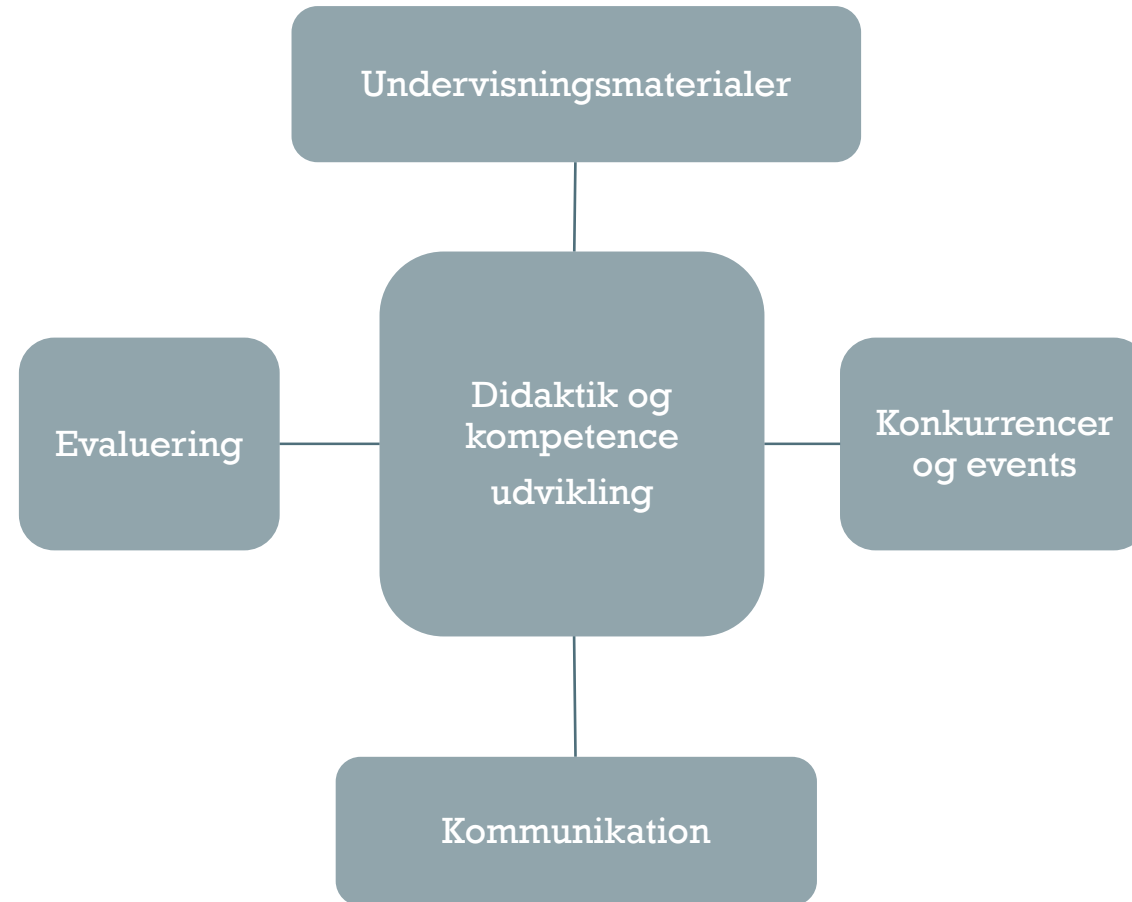 Undervisningsmaterialer
Didaktik og
kompetence
udvikling
Evaluering
Konkurrencer
og events
Kommunikation